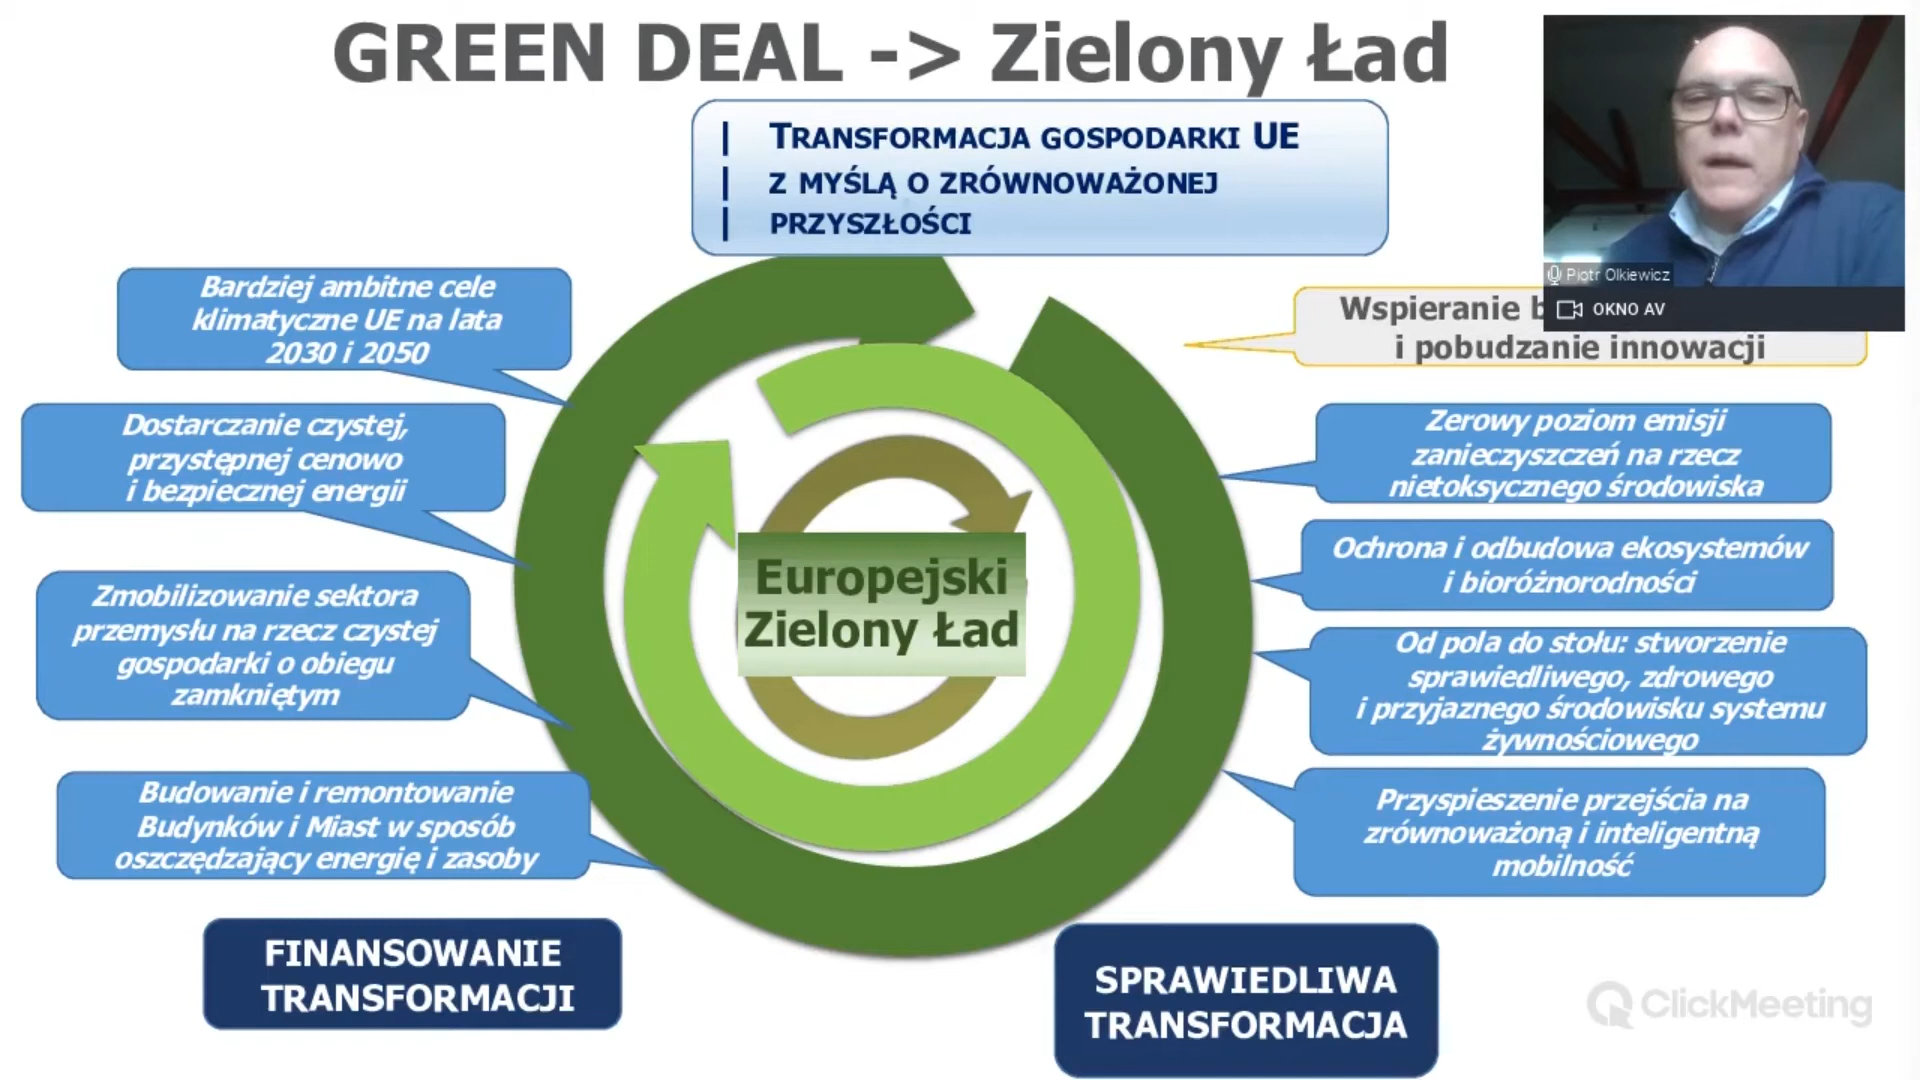 GREEN DEAL -> Zielony Ład
TRANSFORMACJA GOSPODARKI UE
Z MYŚLĄ O ZRÓWNOWAŻONEJ
PRZYSZŁOŚCI
Piotr Olkiewicz
OKNO AV
Bardziej ambitne cele
klimatyczne UE na lata
2030 i 2050
Dostarczanie czystej,
przystępnej cenowo
i bezpiecznej energii
Zmobilizowanie sektora
przemysłu na rzecz czystej
gospodarki o obiegu
zamkniętym
Budowanie i remontowanie
Budynków i Miast w sposób
oszczędzający energię i zasoby
Europejski
Zielony Ład
Wspieranie
i pobudzanie innowacji
Zerowy poziom emisji
zanieczyszczeń na rzecz
nietoksycznego środowiska
Ochrona i odbudowa ekosystemów
i bioróżnorodności
Od pola do stołu: stworzenie
sprawiedliwego, zdrowego
i przyjaznego środowisku systemu
żywnościowego
Przyspieszenie przejścia na
zrównoważoną i inteligentną
mobilność
FINANSOWANIE
TRANSFORMACJI
SPRAWIEDLIWA
TRANSFORMACJA
ClickMeeting